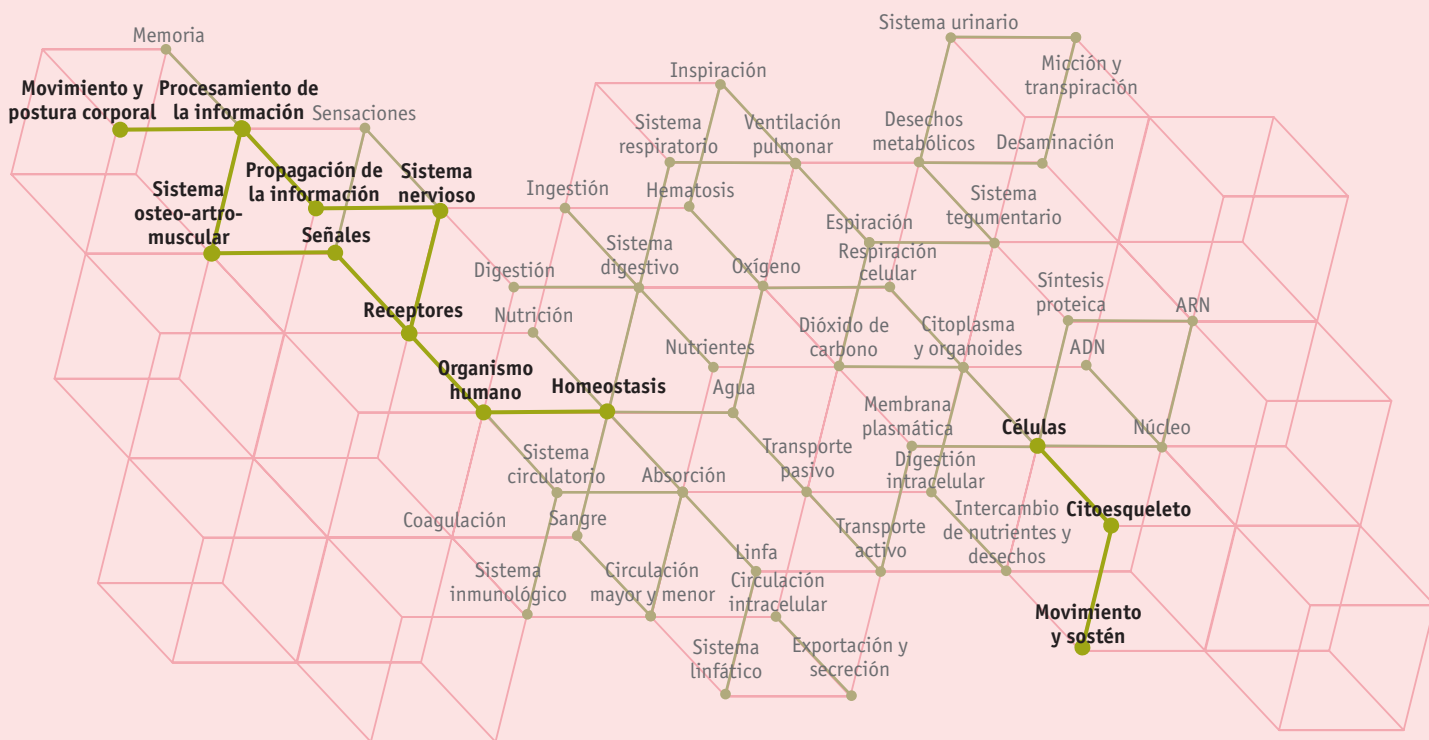 Memoria
Sistema urinario
Micción y
transpiración
Inspiración
Movimiento y
postura corporal
Procesamiento de
la información
Sensaciones
Sistema
respiratorio
Ventilación
pulmonar
Desechos
metabólicos
Desaminación
Propagación de
la información
Sistema
nervioso
Sistema
osteo-artro-
muscular
Ingestión
Hematosis
Sistema
tegumentario
Espiración
Señales
Sistema
digestivo
Oxígeno
Respiración
celular
Digestión
Síntesis
proteica
ARN
Receptores
Nutrición
Dióxido de
carbono
Citoplasma
y organoides
Nutrientes
ADN
Organismo
humano
Homeostasis
Agua
Membrana
plasmática
Células
Núcleo
Sistema
circulatorio
Absorción
Transporte
pasivo
Digestión
intracelular
Coagulación
Sangre
Intercambio
de nutrientes y
desechos
Citoesqueleto
Transporte
activo
Linfa
Sistema
inmunológico
Circulación
mayor y menor
Circulación
intracelular
Movimiento
y sostén
Sistema
linfático
Exportación y
secreción